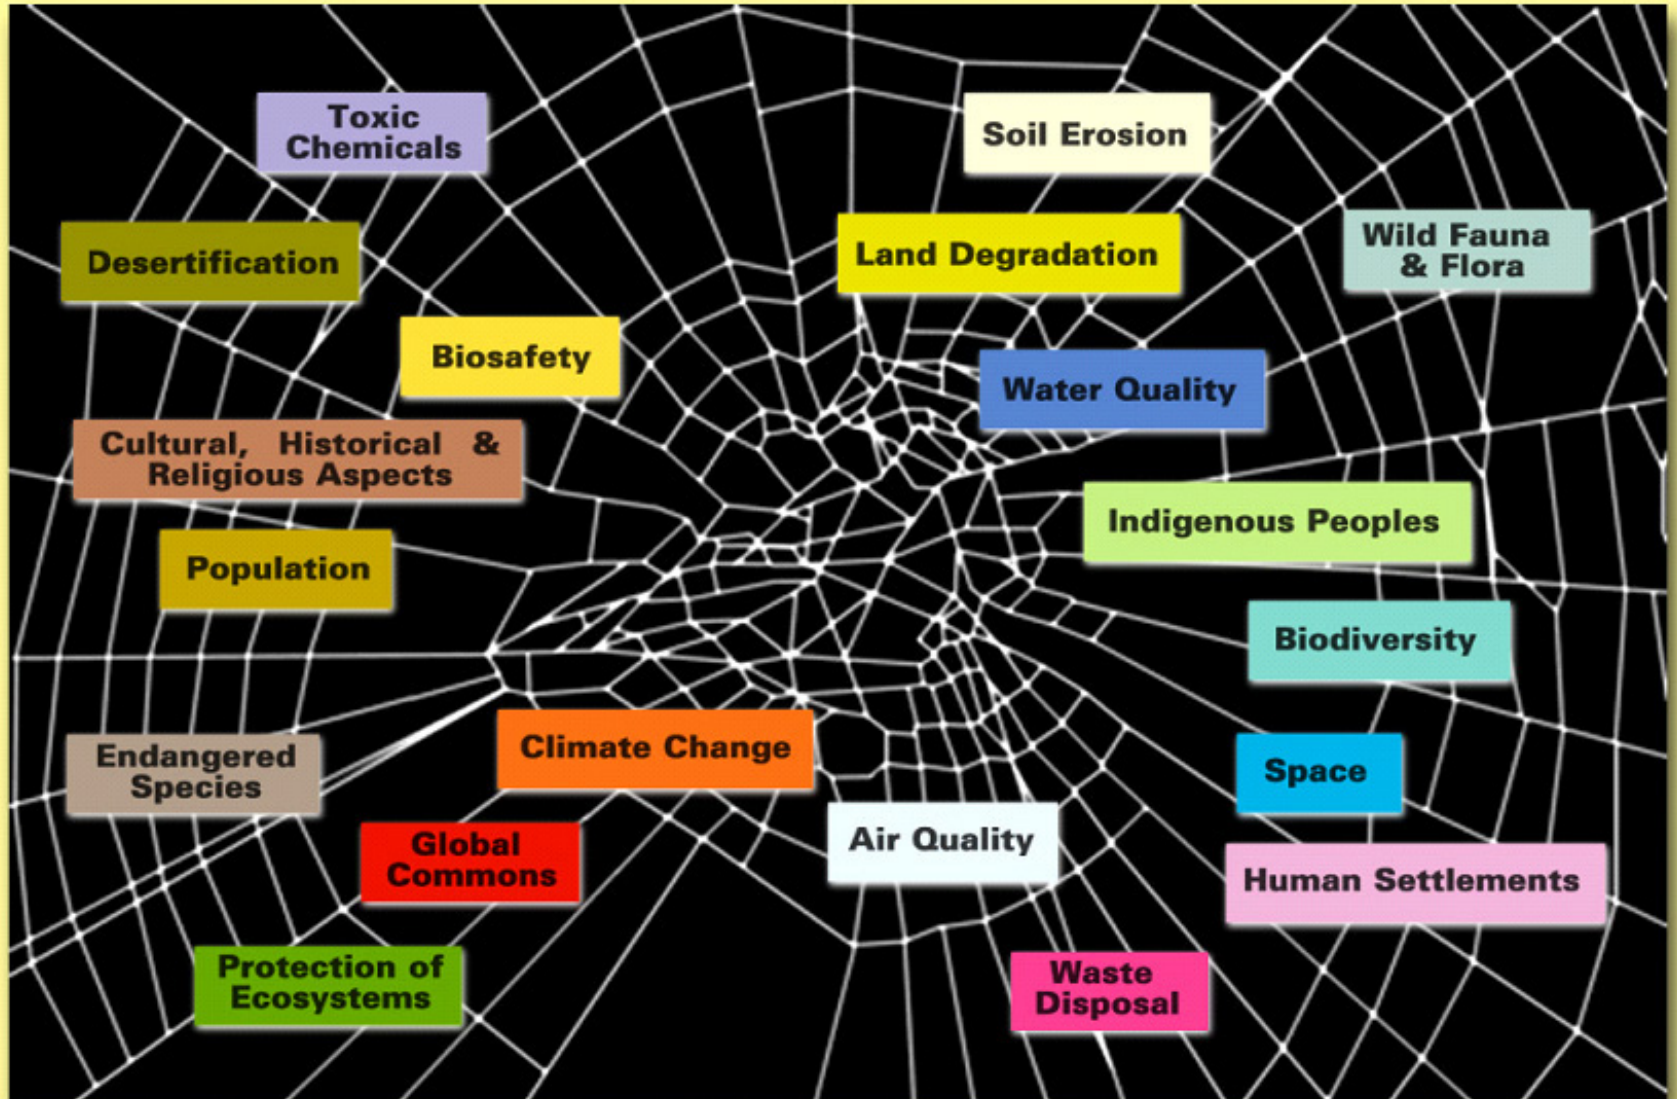 Toxic
Chemicals
Soil Erosion
Desertification
Land Degradation
Wild Fauna
& Flora
Biosafety
Water Quality
Cultural, Historical &
Religious Aspects
Indigenous Peoples
Population
Biodiversity
Endangered
Species
Climate Change
Space
Global
Commons
Air Quality
Human Settlements
Protection of
Ecosystems
Waste
Disposal